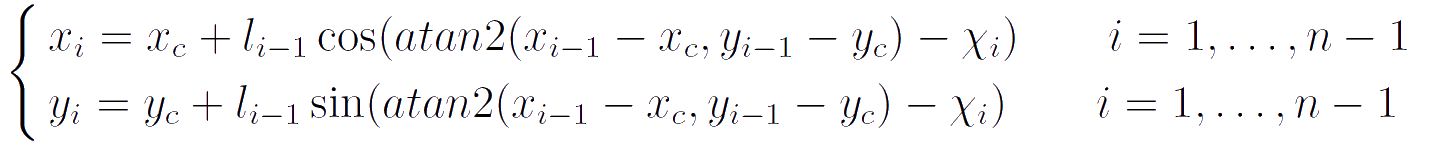 x_i = x_c + l_{i−1} cos(atan2(x_{i−1} − x_c, y_{i−1} − y_c) − χ_i) i = 1, . . . , n − 1
y_i = y_c + l_{i−1} sin(atan2(x_{i−1} − x_c, y_{i−1} − y_c) − χ_i) i = 1, . . . , n − 1